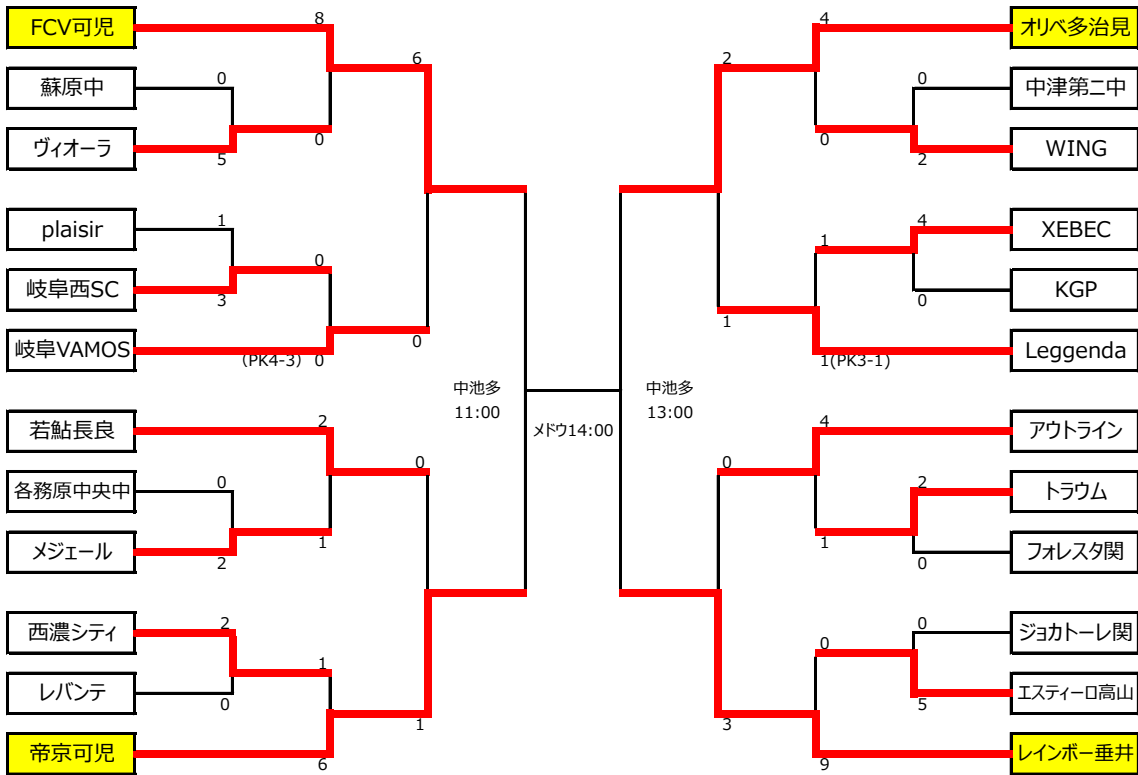 FCV可児
8
6
蘇原中
0
ヴィオーラ
5
0
plaisir
1
0
岐阜西SC
3
岐阜VAMOS
(PK4-3)
0
0
中池多
11:00
若鮎長良
2
0
各務原中央中
0
メジェール
2
1
西濃シティ
2
1
レバンテ
0
帝京可児
6
1
メドウ14:00
4
オリベ多治見
2
0
中津第二中
0
2
WING
4
XEBEC
1
0
KGP
1
1(PK3-1)
Leggenda
中池多
13:00
4
アウトライン
0
2
トラウム
1
0
フォレスタ関
0
ジョカトーレ関
0
5
エスティーロ高山
3
9
レインボー垂井